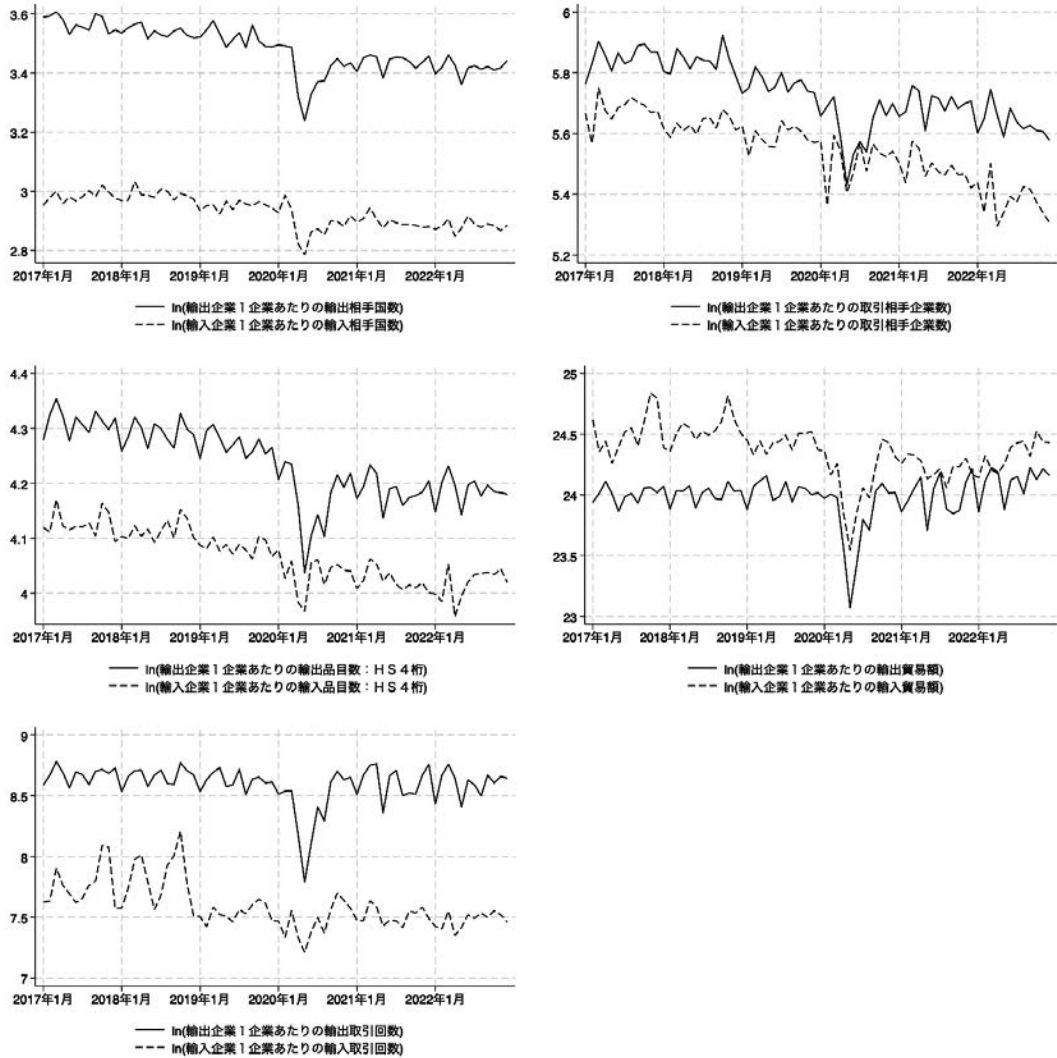 3.6
3.4
3.2
3
2.8
2017年1月 2018年1月 2019年1月 2020年1月 2021年1月 2022年1月
ln(輸出企業1企業あたりの輸出相手国数)
ln(輸入企業1企業あたりの輸入相手国数)
6
5.8
5.6
5.4
5.2
2017年1月 2018年1月 2019年1月 2020年1月 2021年1月 2022年1月
ln(輸出企業1企業あたりの取引相手企業数)
ln(輸入企業1企業あたりの取引相手企業数)
4.4
4.3
4.2
4.1
4
2017年1月 2018年1月 2019年1月 2020年1月 2021年1月 2022年1月
ln(輸出企業1企業あたりの輸出品目数：HS4桁)
ln(輸入企業1企業あたりの輸入品目数：HS4桁)
25
24.5
24
23.5
23
2017年1月 2018年1月 2019年1月 2020年1月 2021年1月 2022年1月
ln(輸出企業1企業あたりの輸出貿易額)
ln(輸入企業1企業あたりの輸入貿易額)
9
8.5
8
7.5
7
2017年1月 2018年1月 2019年1月 2020年1月 2021年1月 2022年1月
ln(輸出企業1企業あたりの輸出取引回数)
ln(輸入企業1企業あたりの輸入取引回数)